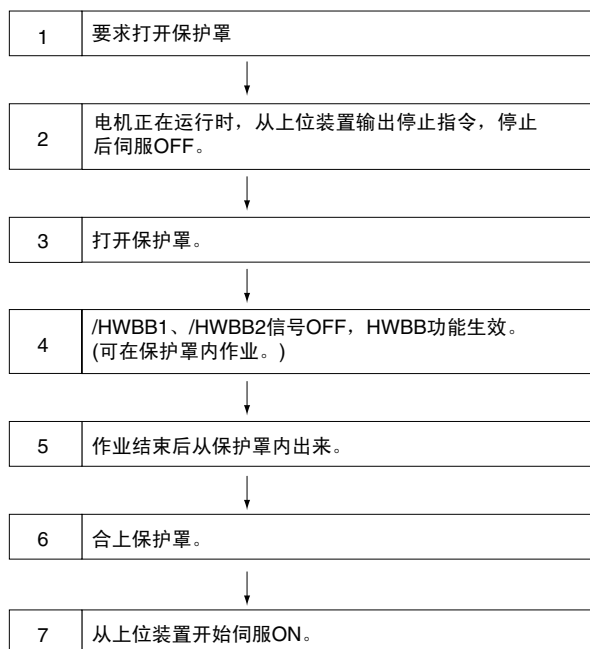 1 要求打开保护罩
2 电机正在运行时，从上位装置输出停止指令，停止
后伺服OFF。
3 打开保护罩。
4 /HWBB1、/HWBB2信号OFF，HWBB功能生效。
(可在保护罩内作业。)
5 作业结束后从保护罩内出来。
6 合上保护罩。
7 从上位装置开始伺服ON。